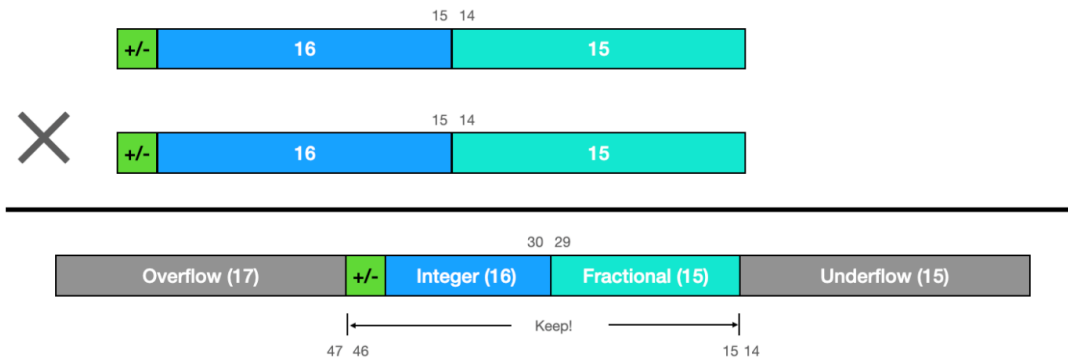 15 14
+/- 16 15
15 14
+/- 16 15
30 29
Overflow (17) +/- Integer (16) Fractional (15) Underflow (15)
Keep!
47 46 15 14